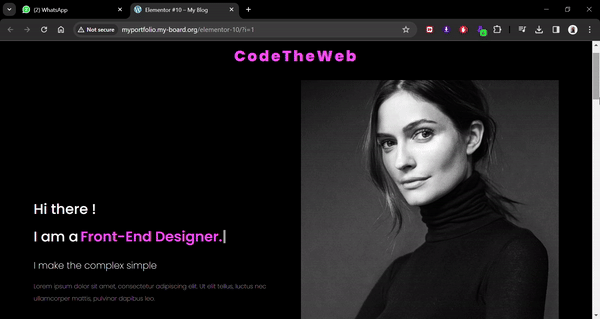 (2) WhatsApp
Elementor #10 – My Blog
Not secure
myportfolio.my-board.org/elementor-10/?i=1
CodeTheWeb
Hi there !
I am a Front-End Designer.
I make the complex simple
Lorem ipsum dolor sit amet, consectetur adipiscing elit. Ut elit tellus, luctus nec
ullamcorper mattis, pulvinar dapibus leo.